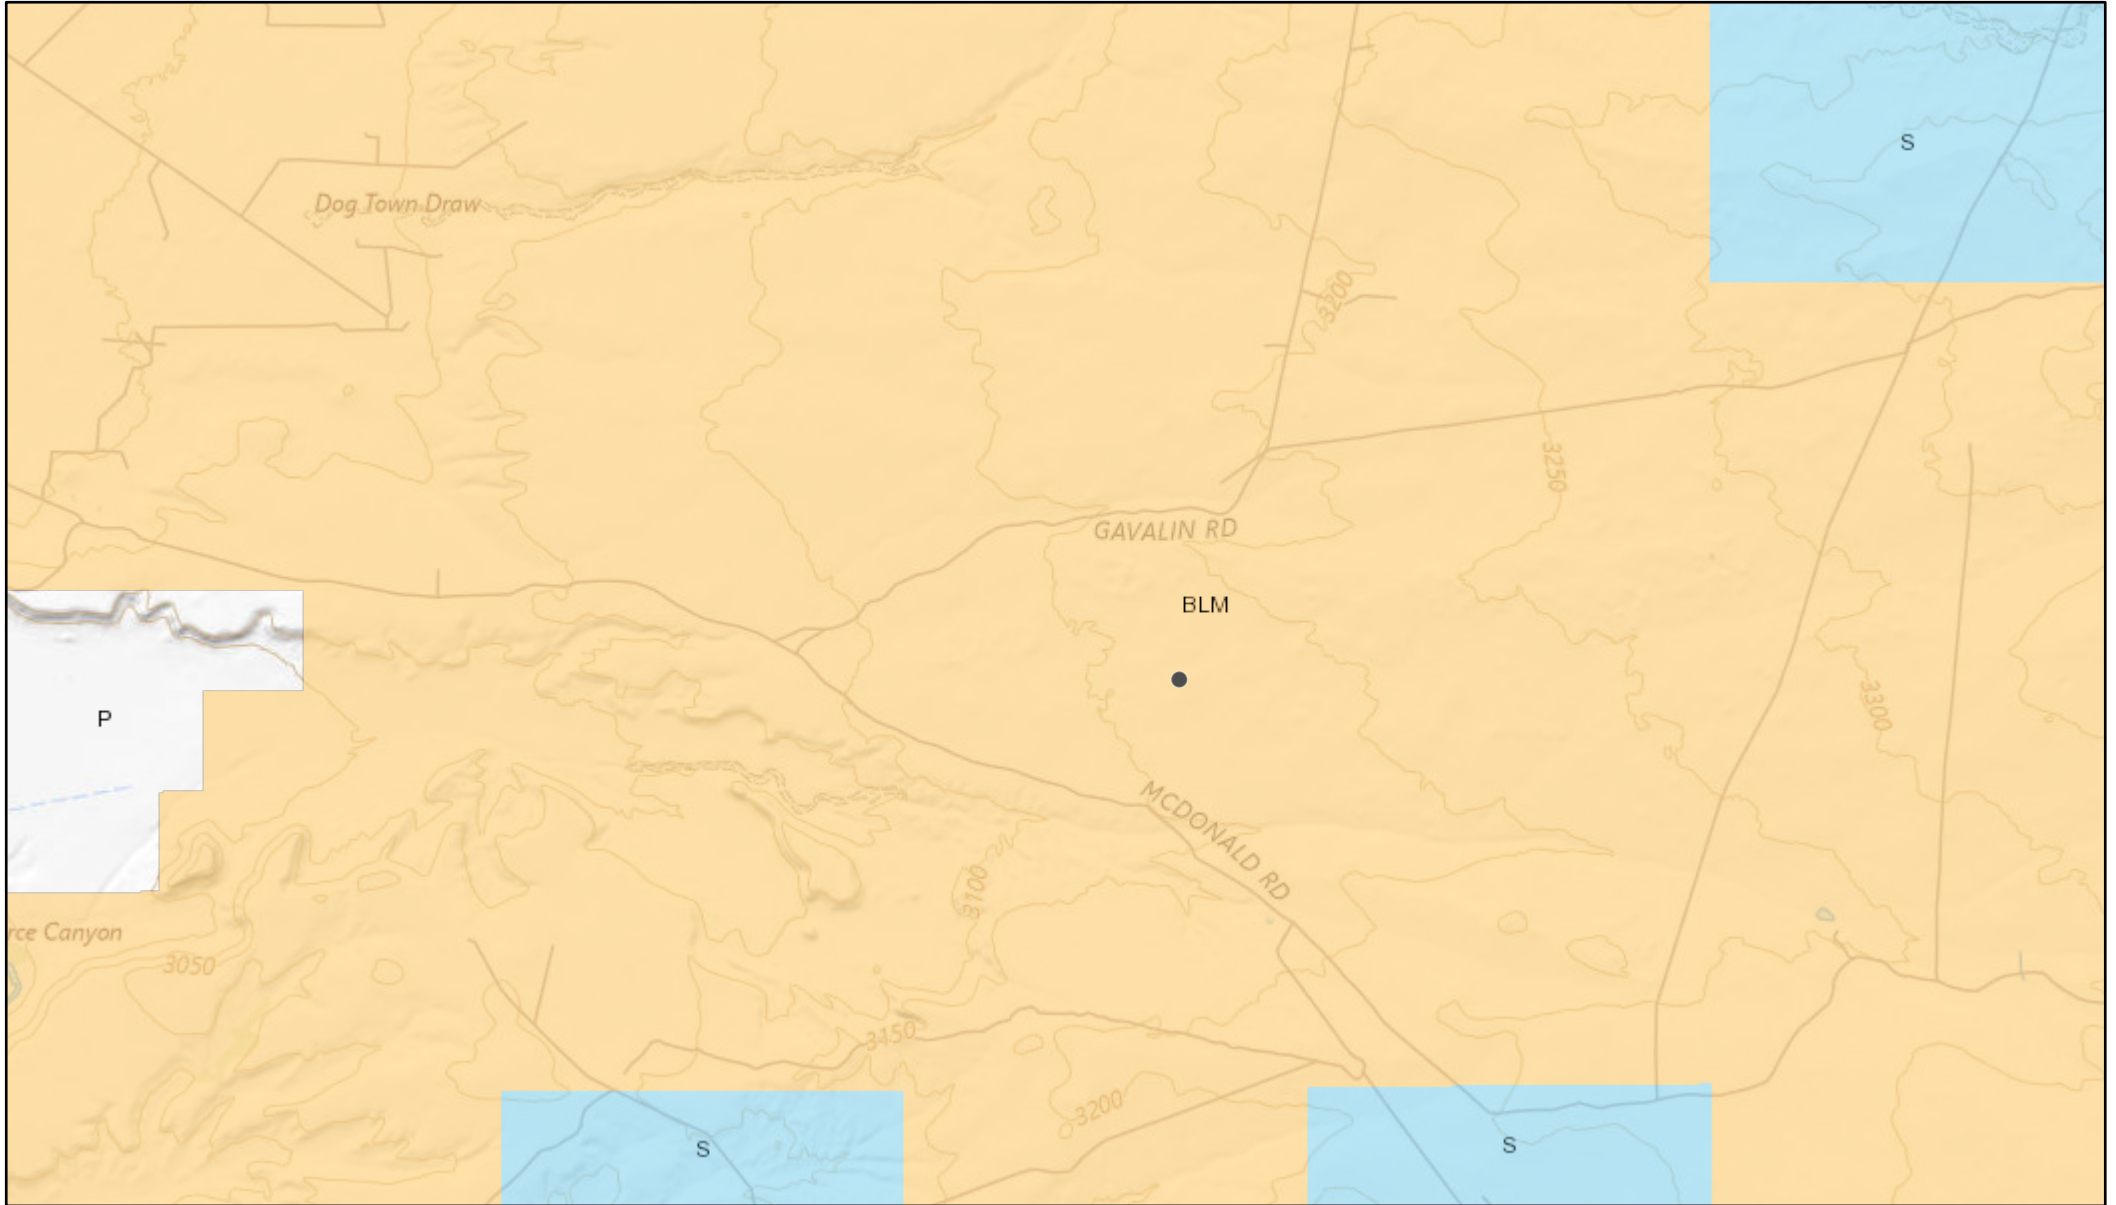 S
Dog Town Draw
3200
3250
GAVALIN RD
BLM
3300
P
MCDONALD RD
3100
rce Canyon
3050
3150
3200
S
S